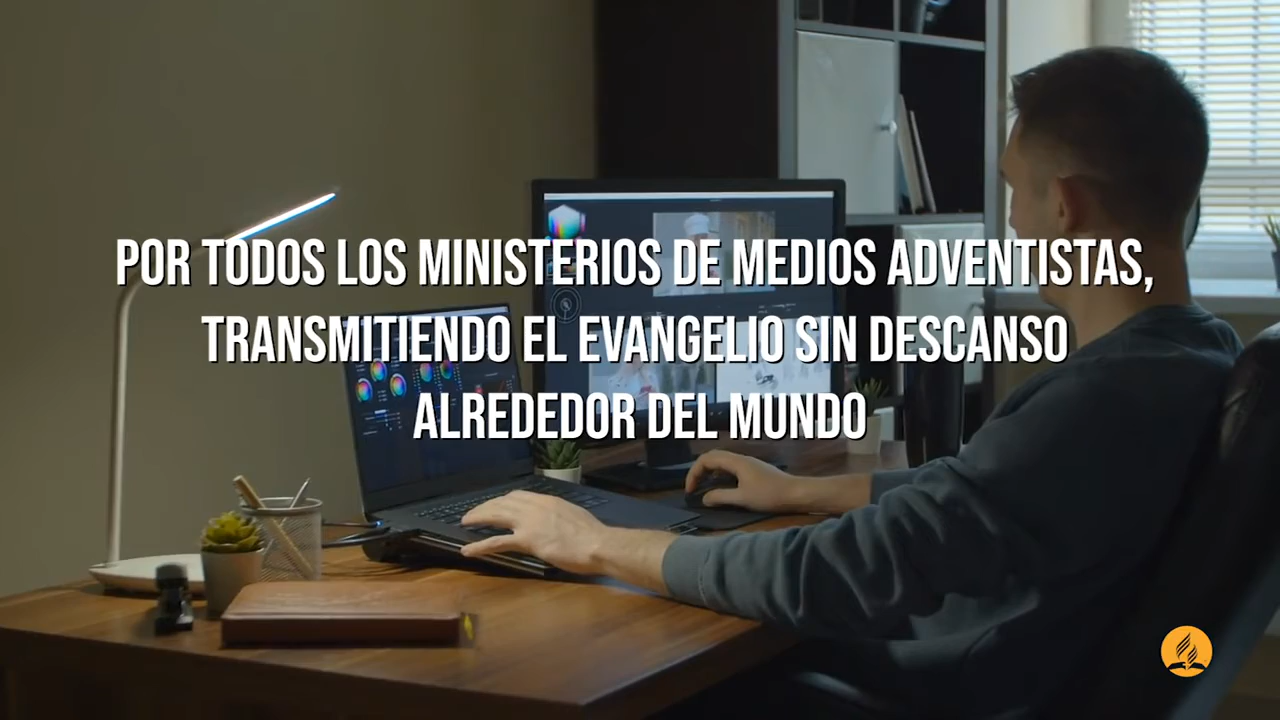 POR TODOS LOS MINISTERIOS DE MEDIOS ADVENTISTAS,
TRANSMITIENDO EL EVANGELIO SIN DESCANSO
ALREDEDOR DEL MUNDO